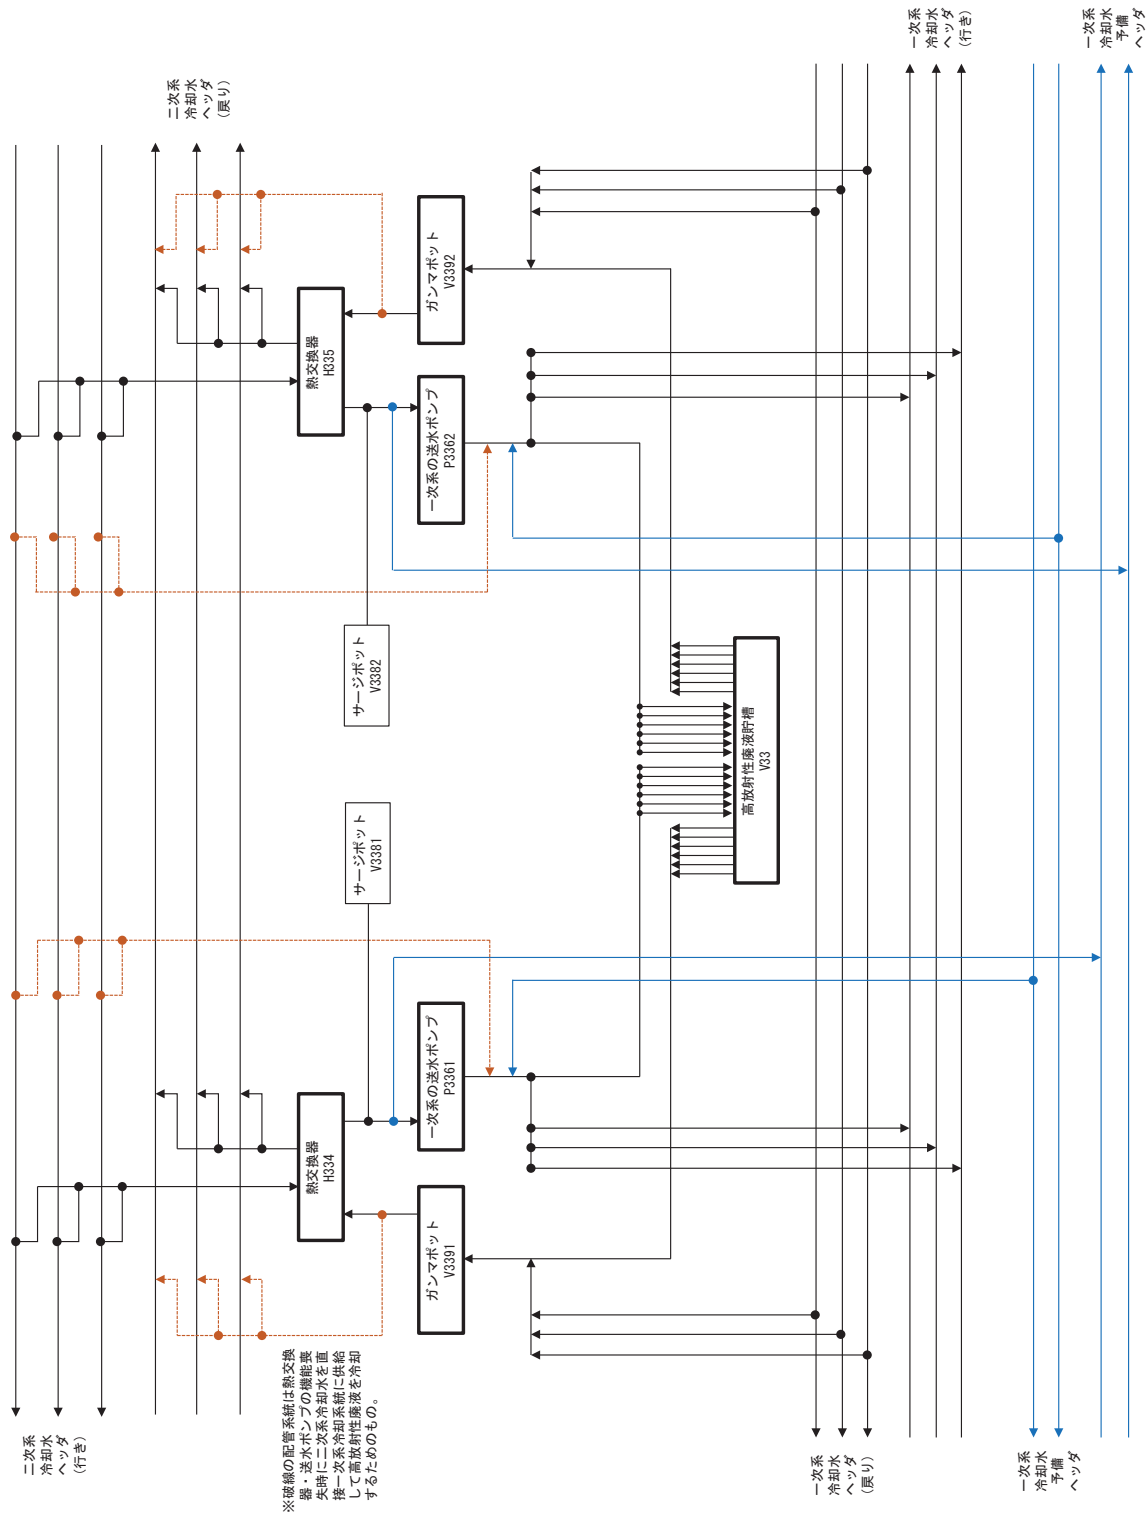 二次系
冷却水
ヘッダ
(行き)
二次系
冷却水
ヘッダ
(戻り)
※破線の配管系統は熱交換
器・送水ポンプの機能喪
失時に二次系冷却水を直
接一次系冷却系統に供給
して高放射性廃液を冷却
するためのもの。
熱交換器
H334
熱交換器
H335
サージポット
V3381
サージポット
V3382
ガンマポット
V3391
一次系の送水ポンプ
P3361
一次系の送水ポンプ
P3362
ガンマポット
V3392
高放射性廃液貯槽
V33
一次系
冷却水
ヘッダ
(戻り)
一次系
冷却水
ヘッダ
(行き)
一次系
冷却水
予備
ヘッダ
一次系
冷却水
予備
ヘッダ